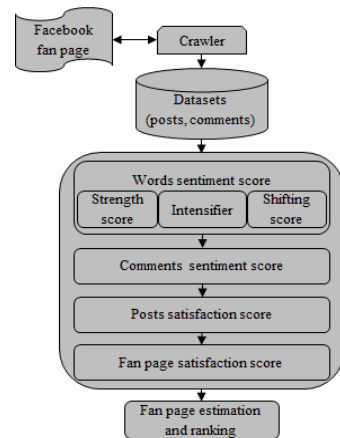 Facebook
fan page
Crawler
Datasets
(posts, comments)
Words sentiment score
Strength
score
Intensifier
Shifting
score
Comments sentiment score
Posts satisfaction score
Fan page satisfaction score
Fan page estimation
and ranking